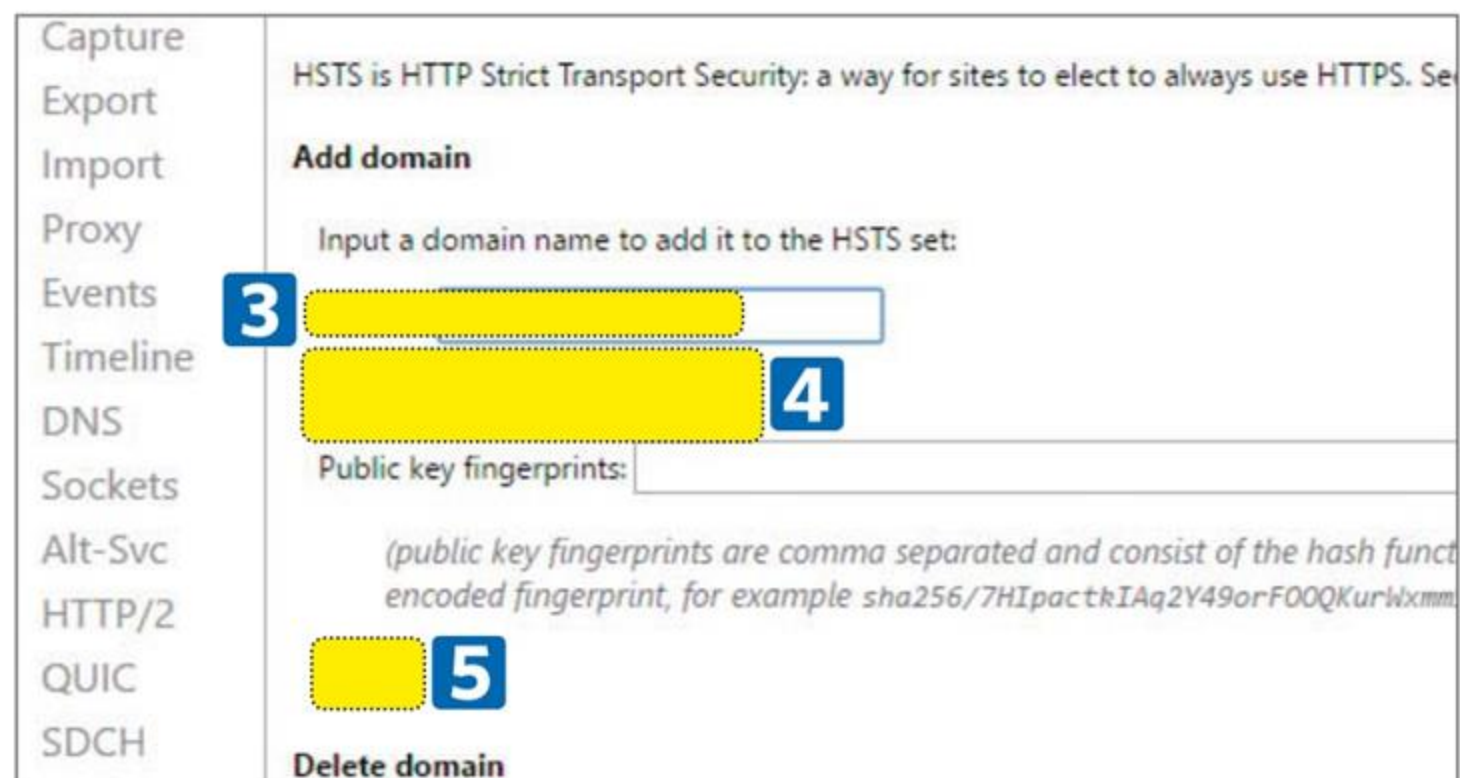 Capture
Export
Import
Proxy
Events
Timeline
DNS
Sockets
Alt-Svc
HTTP/2
QUIC
SDCH
HSTS is HTTP Strict Transport Security: a way for sites to elect to always use HTTPS. See
Add domain
Input a domain name to add it to the HSTS set:
3
4
Public key fingerprints:
(public key fingerprints are comma separated and consist of the hash funct
encoded fingerprint, for example sha256/7HIpactkIAq2Y49orFOOQKurWxmm
5
Delete domain